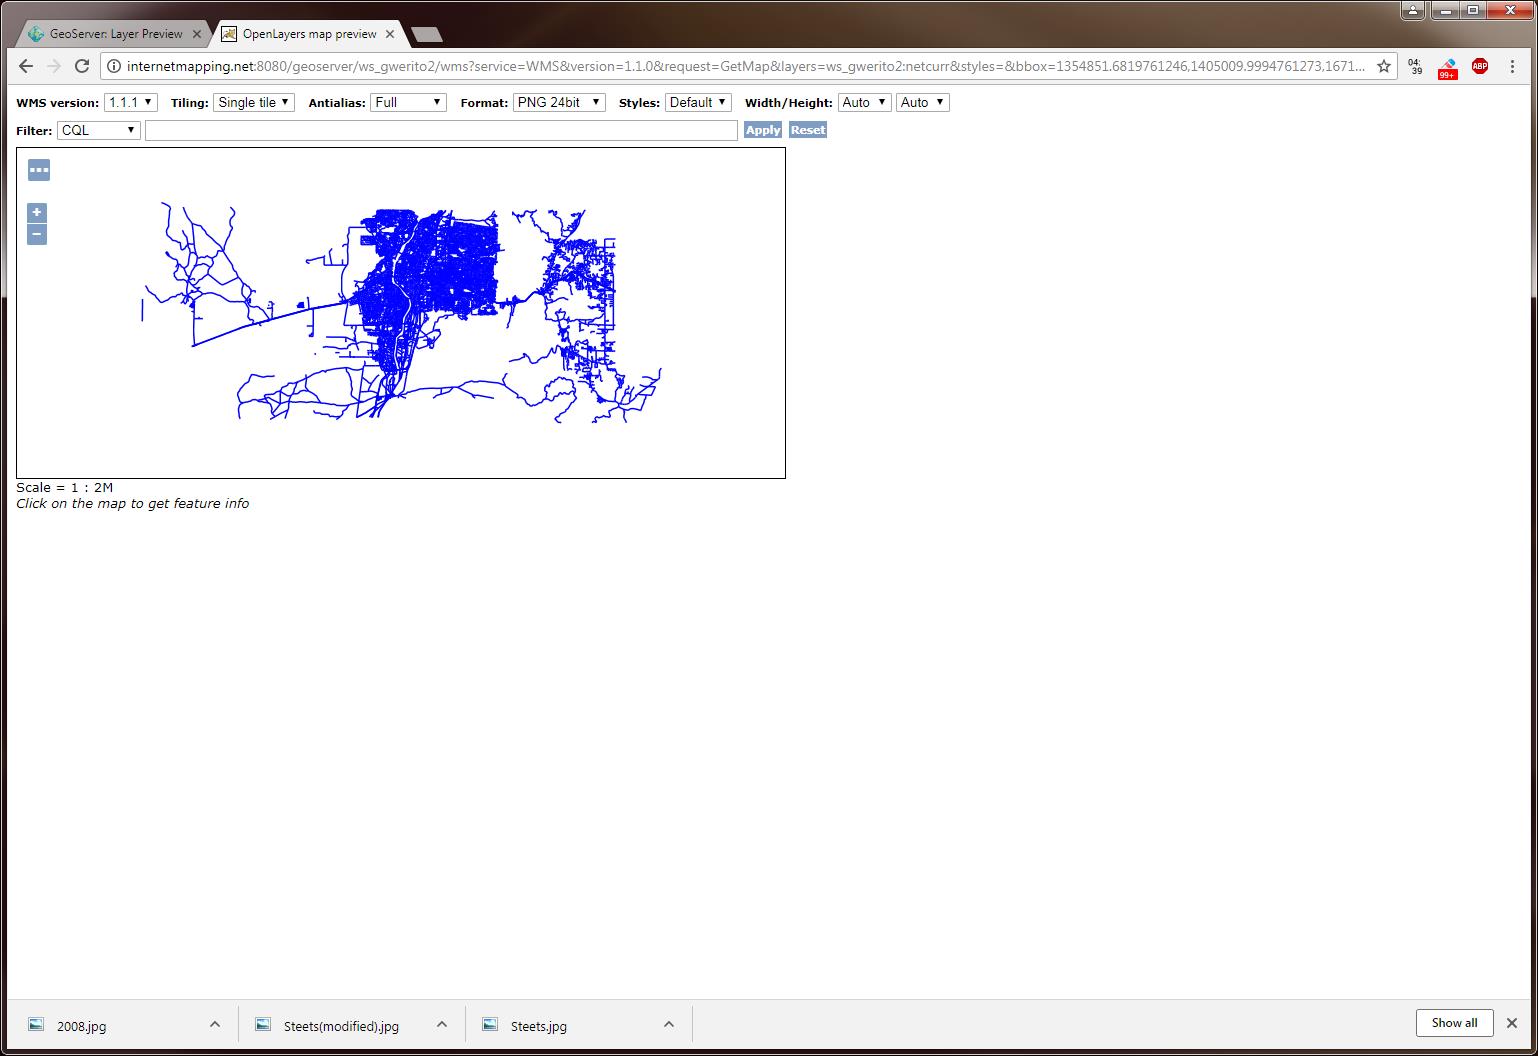 GeoServer: Layer Preview
OpenLayers map preview
internetmapping.net:8080/geoserver/ws_gwerito2/wms?service=WMS&version=1.1.0&request=GetMap&layers=ws_gwerito2:netcurr&styles=&bbox=1354851.6819761246,1405009.9994761273,1671...
04:
39
99+
ABP
WMS version: 1.1.1 Tiling: Single tile Antialias: Full Format: PNG 24bit Styles: Default Width/Height: Auto Auto
Filter: CQL Apply Reset
+
−
Scale = 1 : 2M
Click on the map to get feature info
2008.jpg
Steets(modified).jpg
Steets.jpg
Show all